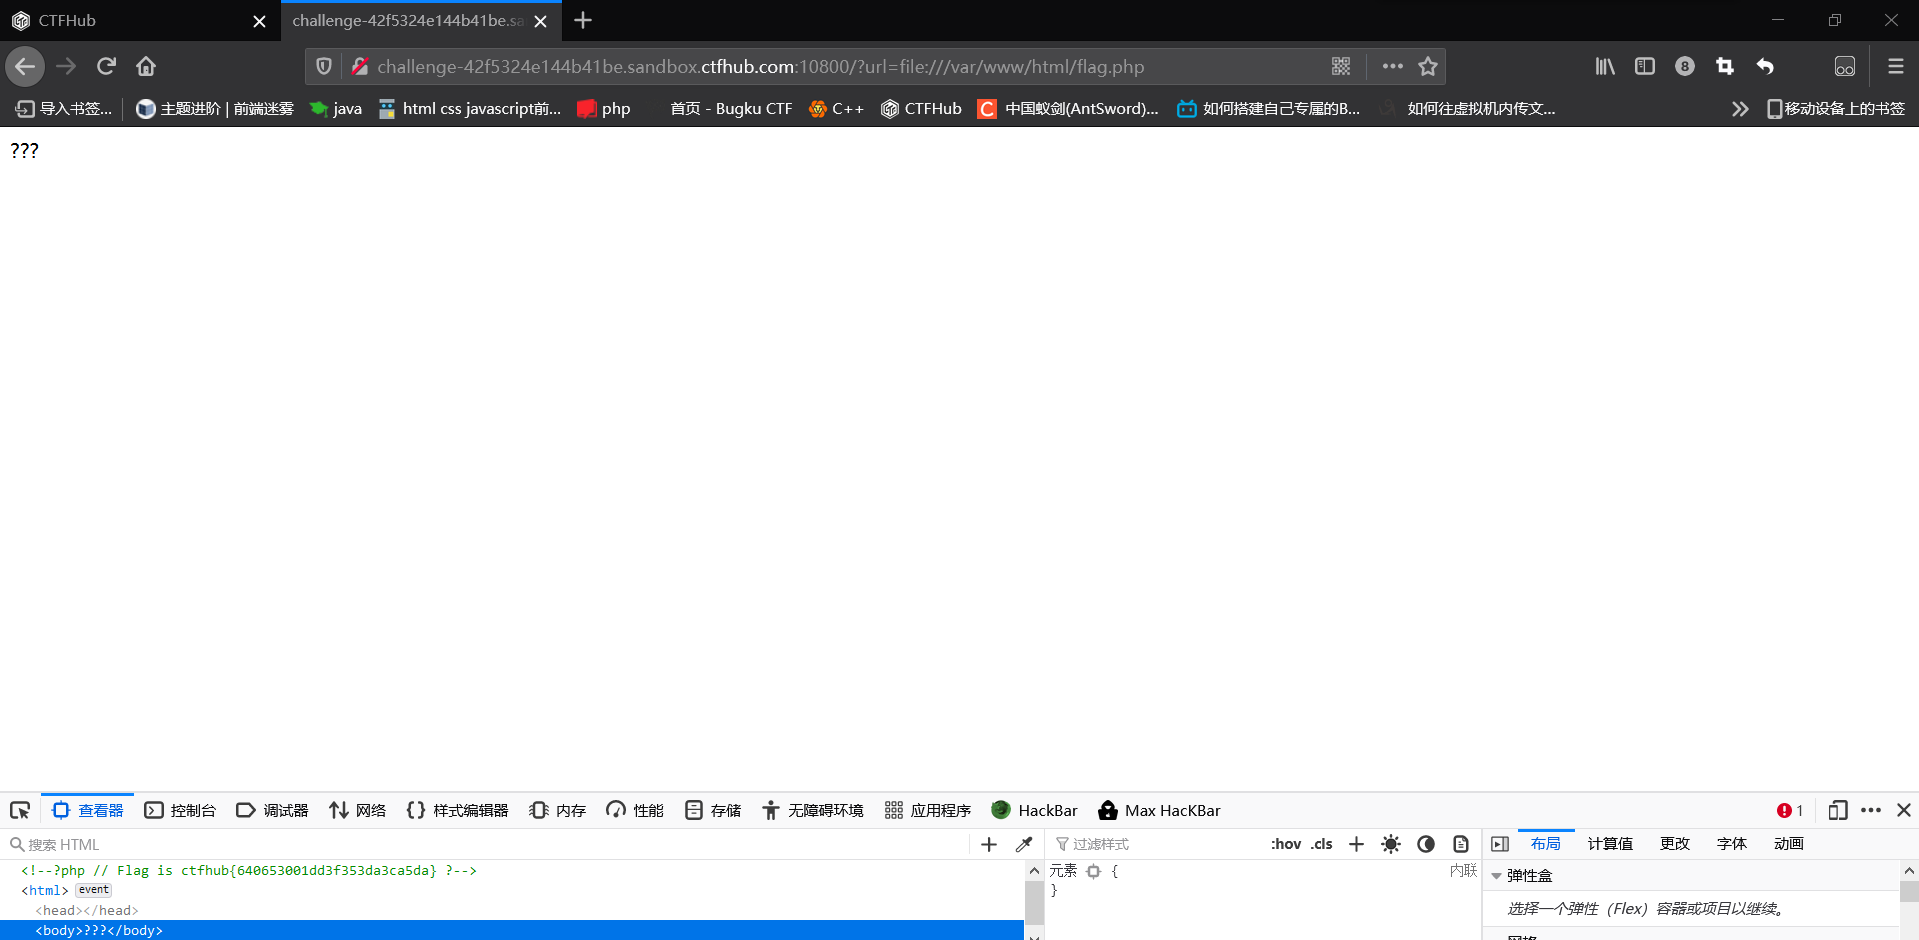 CTFHub
challenge-42f5324e144b41be.sa
challenge-42f5324e144b41be.sandbox.ctfhub.com:10800/?url=file:///var/www/html/flag.php
8
导入书签... 主题进阶 | 前端迷雾 java html css javascript前... php 首页 - Bugku CTF C++ CTFHub 中国蚁剑(AntSword)... 如何搭建自己专属的B... 如何往虚拟机内传文... 移动设备上的书签
???
查看器 控制台 调试器 网络 样式编辑器 内存 性能 存储 无障碍环境 应用程序 HackBar Max HacKBar 1
搜索 HTML
过滤样式 :hov .cls
布局 计算值 更改 字体 动画
<!--?php // Flag is ctfhub{640653001dd3f353da3ca5da} ?-->
<html> event
<head></head>
<body>???</body>
元素 { 内联
}
弹性盒
选择一个弹性（Flex）容器或项目以继续。